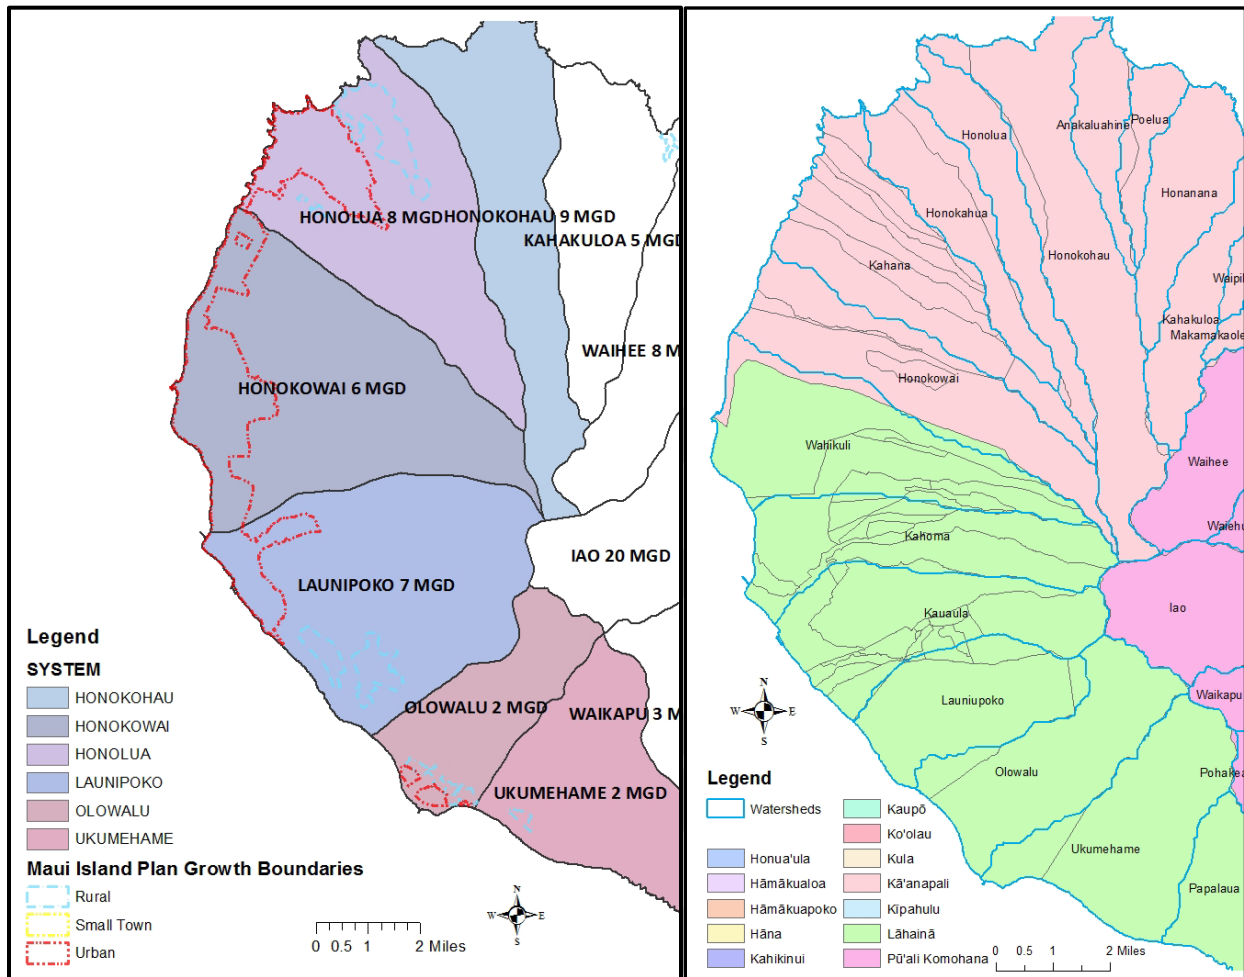 HONOLUA 8 MGD
HONOKOHAU 9 MGD
KAHAKULOA 5 MGD
WAIHEE 8 M
HONOKOWAI 6 MGD
IAO 20 MGD
LAUNIPOKO 7 MGD
OLOWALU 2 MGD
WAIKAPU 3 M
UKUMEHAME 2 MGD
Legend
SYSTEM
HONOKOHAU
HONOKOWAI
HONOLUA
LAUNIPOKO
OLOWALU
UKUMEHAME
Maui Island Plan Growth Boundaries
Rural
Small Town
Urban
N
W E
S
0 0.5 1 2 Miles
Poelua
Anakaluahine
Honolua
Honanana
Honokahua
Honokohau
Kahana
Waipil
Kahakuloa
Makamakaole
Honokowai
Wahikuli
Waihee
Waiehu
Kahoma
Iao
Kauaula
Waikapu
Launiupoko
Olowalu
Pohakea
Ukumehame
Papalaua
N
W E
S
Legend
Watersheds
Honua'ula
Hāmākualoa
Hāmākuapoko
Hāna
Kahikinui
Kaupō
Ko'olau
Kula
Kā'anapali
Kīpahulu
Lāhainā
Pū'ali Komohana
0 0.5 1 2 Miles